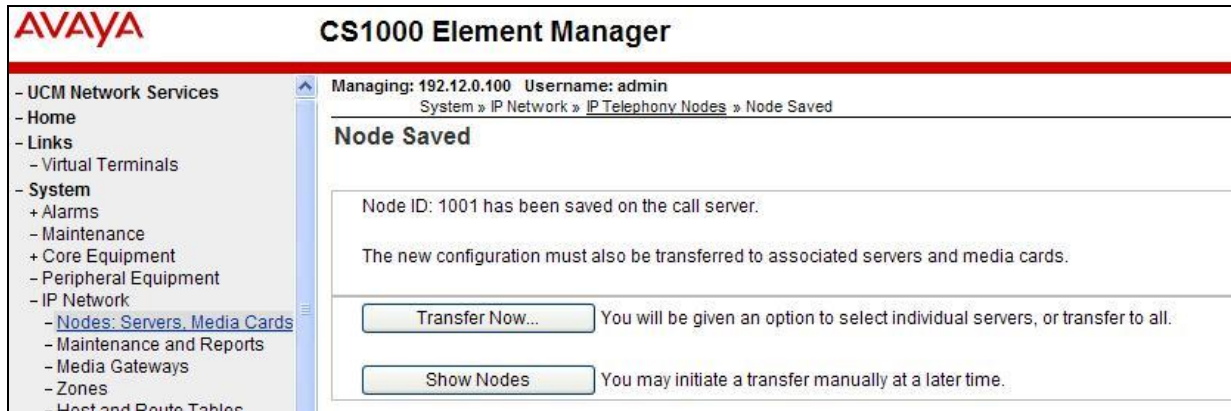 AVAYA
CS1000 Element Manager
- UCM Network Services
- Home
- Links
- Virtual Terminals
- System
+ Alarms
- Maintenance
+ Core Equipment
- Peripheral Equipment
- IP Network
- Nodes: Servers, Media Cards
- Maintenance and Reports
- Media Gateways
- Zones
- Host and Route Tables
Managing: 192.12.0.100 Username: admin
System » IP Network » IP Telephony Nodes » Node Saved
Node Saved
Node ID: 1001 has been saved on the call server.
The new configuration must also be transferred to associated servers and media cards.
Transfer Now... You will be given an option to select individual servers, or transfer to all.
Show Nodes You may initiate a transfer manually at a later time.